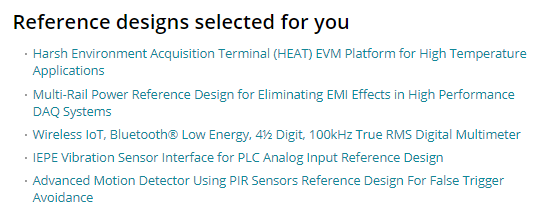 Reference designs selected for you
· Harsh Environment Acquisition Terminal (HEAT) EVM Platform for High Temperature
Applications
· Multi-Rail Power Reference Design for Eliminating EMI Effects in High Performance
DAQ Systems
· Wireless IoT, Bluetooth® Low Energy, 4½ Digit, 100kHz True RMS Digital Multimeter
· IEPE Vibration Sensor Interface for PLC Analog Input Reference Design
· Advanced Motion Detector Using PIR Sensors Reference Design For False Trigger
Avoidance